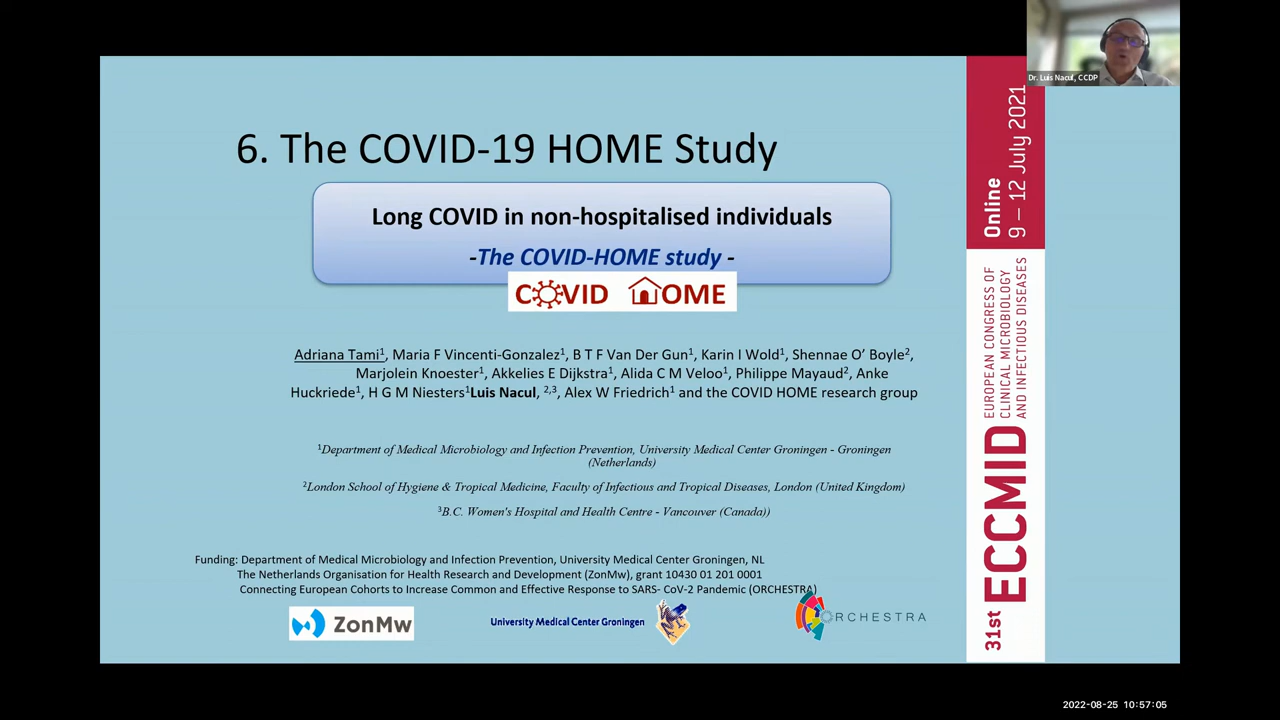 Dr. Luis Nacul, CCDP
6. The COVID-19 HOME Study
Long COVID in non-hospitalised individuals
-The COVID-HOME study -
COVID HOME
Adriana Tami1, Maria F Vincenti-Gonzalez1, B T F Van Der Gun1, Karin I Wold1, Shennae O’ Boyle2,
Marjolein Knoester1, Akkelies E Dijkstra1, Alida C M Veloo1, Philippe Mayaud2, Anke
Huckriede1, H G M Niesters1Luis Nacul, 2,3, Alex W Friedrich1 and the COVID HOME research group
1Department of Medical Microbiology and Infection Prevention, University Medical Center Groningen - Groningen
(Netherlands)
2London School of Hygiene & Tropical Medicine, Faculty of Infectious and Tropical Diseases, London (United Kingdom)
3B.C. Women's Hospital and Health Centre - Vancouver (Canada))
Funding: Department of Medical Microbiology and Infection Prevention, University Medical Center Groningen, NL
The Netherlands Organisation for Health Research and Development (ZonMw), grant 10430 01 201 0001
Connecting European Cohorts to Increase Common and Effective Response to SARS- CoV-2 Pandemic (ORCHESTRA)
ZonMw
University Medical Center Groningen
ORCHESTRA
31st ECCMID
EUROPEAN CONGRESS OF
CLINICAL MICROBIOLOGY
AND INFECTIOUS DISEASES
Online
9 – 12 July 2021
2022-08-25 10:57:05